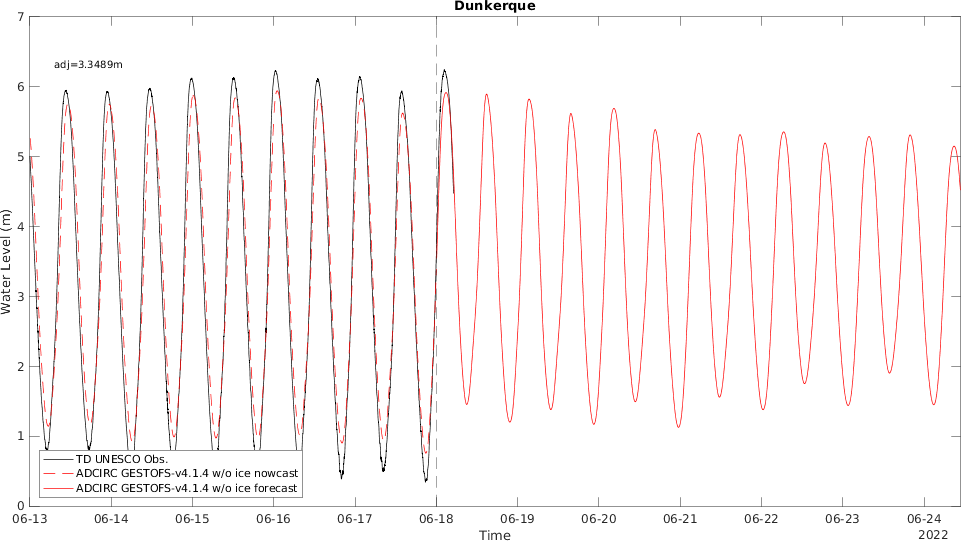 Dunkerque
7
6
5
4
3
2
1
0
Water Level (m)
adj=3.3489m
TD UNESCO Obs.
ADCIRC GESTOFS-v4.1.4 w/o ice nowcast
ADCIRC GESTOFS-v4.1.4 w/o ice forecast
06-13 06-14 06-15 06-16 06-17 06-18 06-19 06-20 06-21 06-22 06-23 06-24
Time
2022